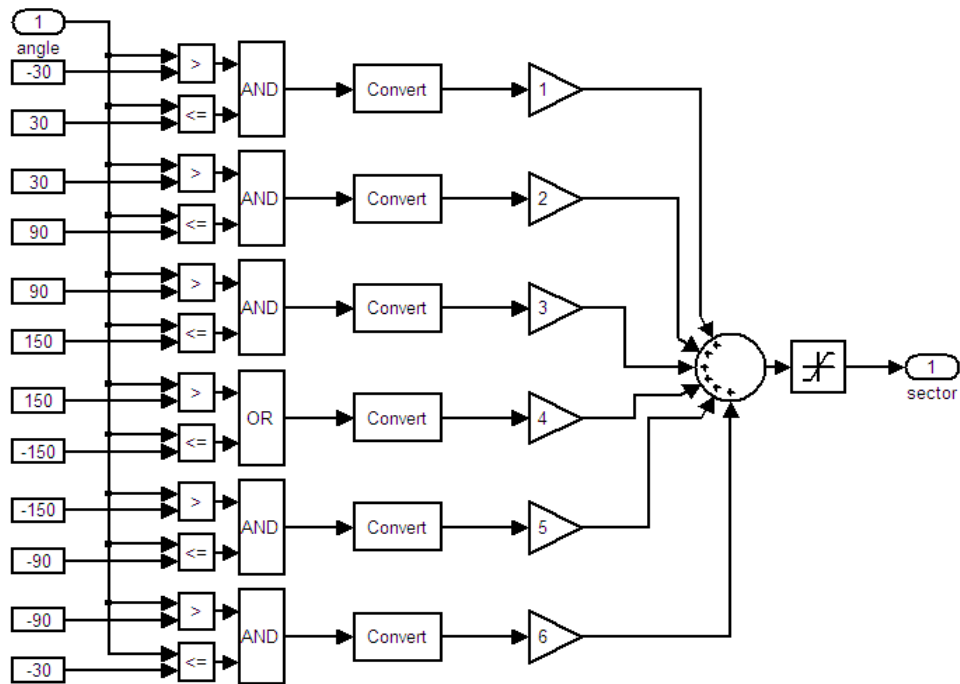 1
angle
-30
>
AND
Convert
1
30
<=
30
>
AND
Convert
2
90
<=
90
>
AND
Convert
3
150
<=
150
>
OR
Convert
4
-150
<=
1
sector
-150
>
AND
Convert
5
-90
<=
-90
>
AND
Convert
6
-30
<=